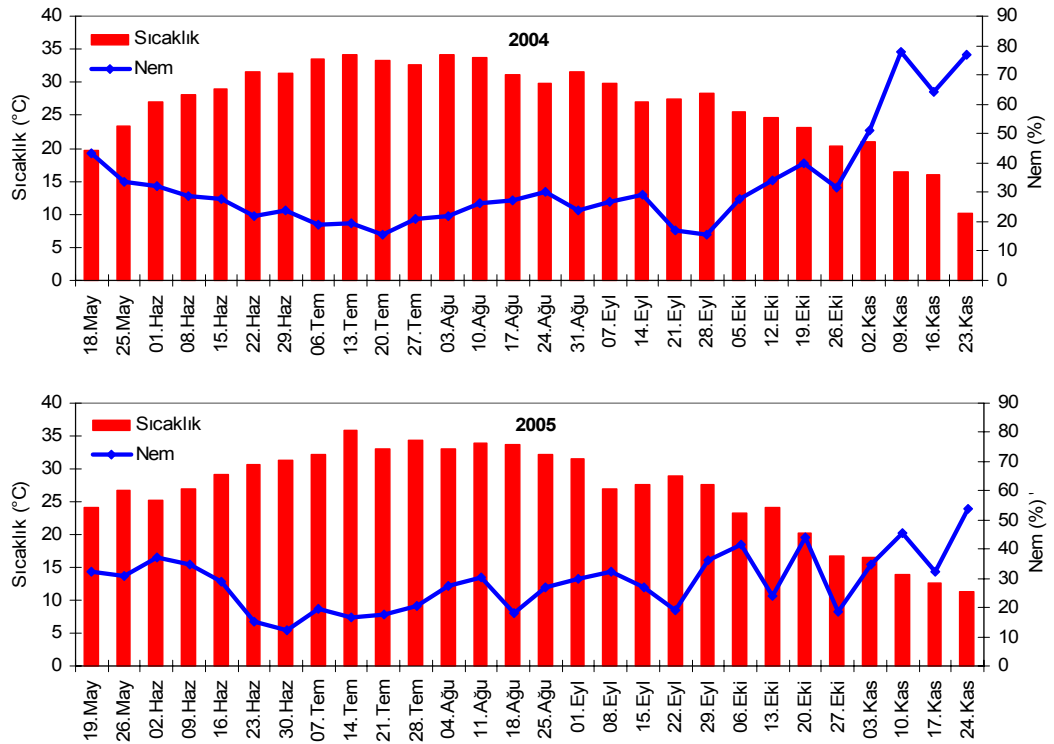 2004
Sıcaklık
Nem
Sıcaklık (°C)
40
35
30
25
20
15
10
5
0
Nem (%)
90
80
70
60
50
40
30
20
10
0
18.May
25.May
01.Haz
08.Haz
15.Haz
22.Haz
29.Haz
06.Tem
13.Tem
20.Tem
27.Tem
03.Ağu
10.Ağu
17.Ağu
24.Ağu
31.Ağu
07.Eyl
14.Eyl
21.Eyl
28.Eyl
05.Eki
12.Eki
19.Eki
26.Eki
02.Kas
09.Kas
16.Kas
23.Kas
2005
Sıcaklık
Nem
Sıcaklık (°C)
40
35
30
25
20
15
10
5
0
Nem (%) '
90
80
70
60
50
40
30
20
10
0
19.May
26.May
02.Haz
09.Haz
16.Haz
23.Haz
30.Haz
07.Tem
14.Tem
21.Tem
28.Tem
04.Ağu
11.Ağu
18.Ağu
25.Ağu
01.Eyl
08.Eyl
15.Eyl
22.Eyl
29.Eyl
06.Eki
13.Eki
20.Eki
27.Eki
03.Kas
10.Kas
17.Kas
24.Kas